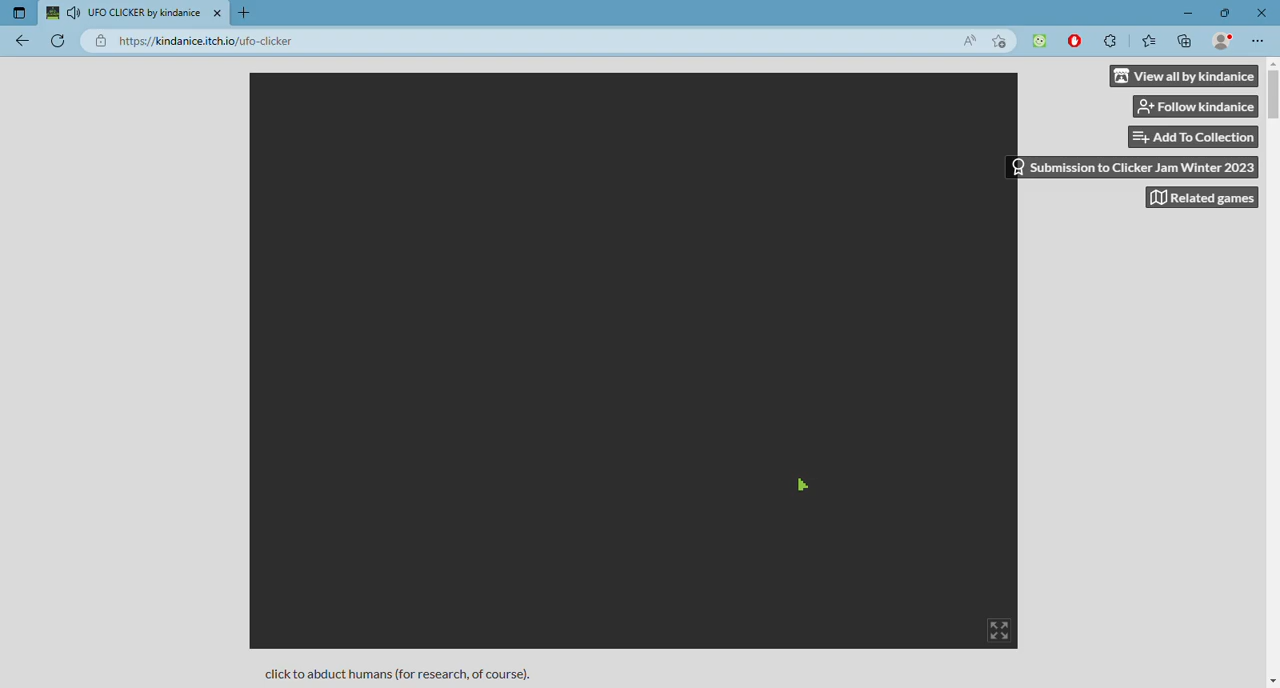 UFO CLICKER by kindanice
https://kindanice.itch.io/ufo-clicker
View all by kindanice
Follow kindanice
Add To Collection
Submission to Clicker Jam Winter 2023
Related games
click to abduct humans (for research, of course).